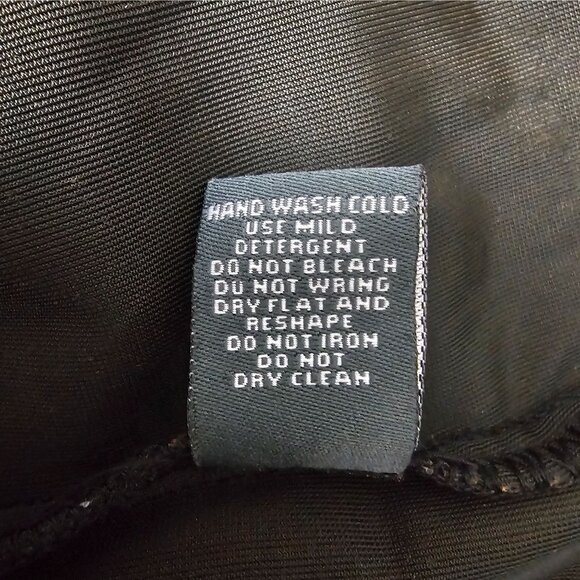 HAND WASH COLD
USE MILD
DETERGENT
DO NOT BLEACH
DO NOT WRING
DRY FLAT AND
RESHAPE
DO NOT IRON
DO NOT
DRY CLEAN